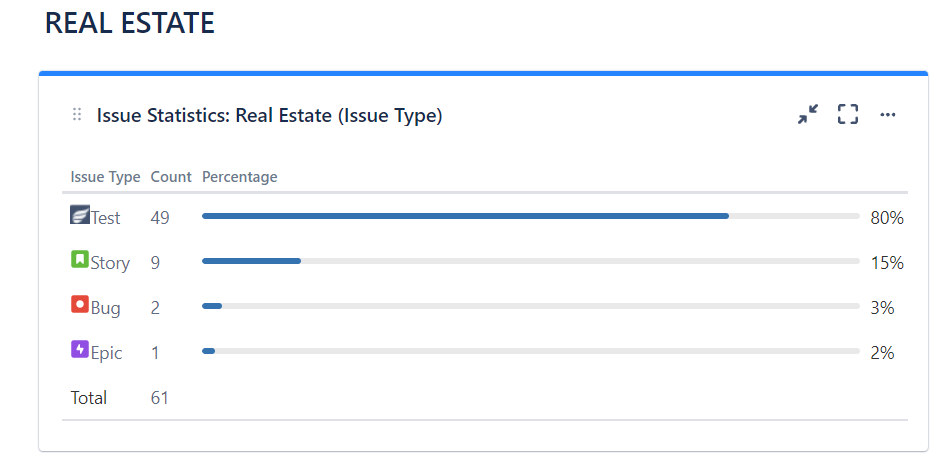 REAL ESTATE
Issue Statistics: Real Estate (Issue Type)
Issue Type Count Percentage
Test 49 80%
Story 9 15%
Bug 2 3%
Epic 1 2%
Total 61